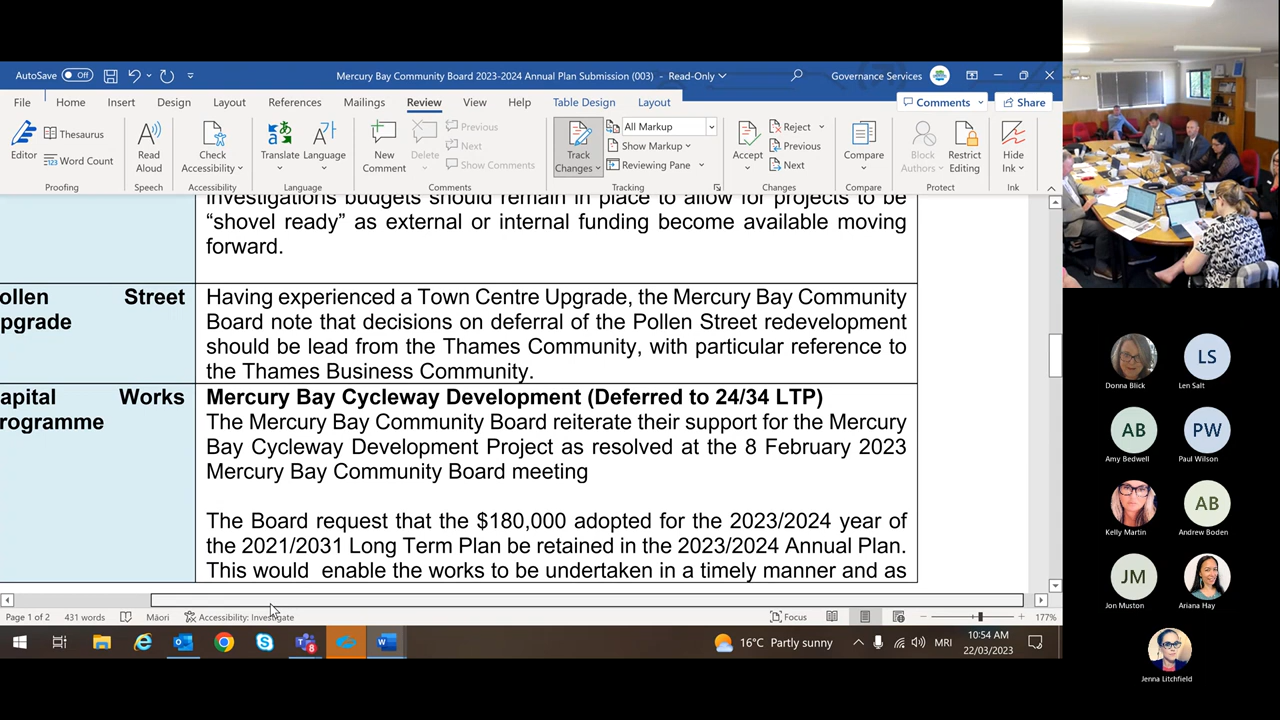 AutoSave Off
Mercury Bay Community Board 2023-2024 Annual Plan Submission (003) - Read-Only
Governance Services
File Home Insert Design Layout References Mailings Review View Help Table Design Layout
Comments Share
Editor
Thesaurus
Word Count
Proofing
Read Aloud
Speech
Check Accessibility
Accessibility
Translate
Language
Language
New Comment
Delete
Previous
Next
Show Comments
Comments
Track Changes
All Markup
Show Markup
Reviewing Pane
Tracking
Accept
Reject
Previous
Next
Changes
Compare
Compare
Block Authors
Restrict Editing
Protect
Hide Ink
Ink
investigations budgets should remain in place to allow for projects to be
“shovel ready” as external or internal funding become available moving
forward.
ollen Street
pgrade
Having experienced a Town Centre Upgrade, the Mercury Bay Community
Board note that decisions on deferral of the Pollen Street redevelopment
should be lead from the Thames Community, with particular reference to
the Thames Business Community.
apital Works
rogramme
Mercury Bay Cycleway Development (Deferred to 24/34 LTP)
The Mercury Bay Community Board reiterate their support for the Mercury
Bay Cycleway Development Project as resolved at the 8 February 2023
Mercury Bay Community Board meeting
The Board request that the $180,000 adopted for the 2023/2024 year of
the 2021/2031 Long Term Plan be retained in the 2023/2024 Annual Plan.
This would enable the works to be undertaken in a timely manner and as
Page 1 of 2 431 words Māori Accessibility: Investigate
Focus
177%
16°C Partly sunny
MRI
10:54 AM
22/03/2023
8
Donna Blick
LS
Len Salt
AB
Amy Bedwell
PW
Paul Wilson
Kelly Martin
AB
Andrew Boden
JM
Jon Muston
Ariana Hay
Jenna Litchfield